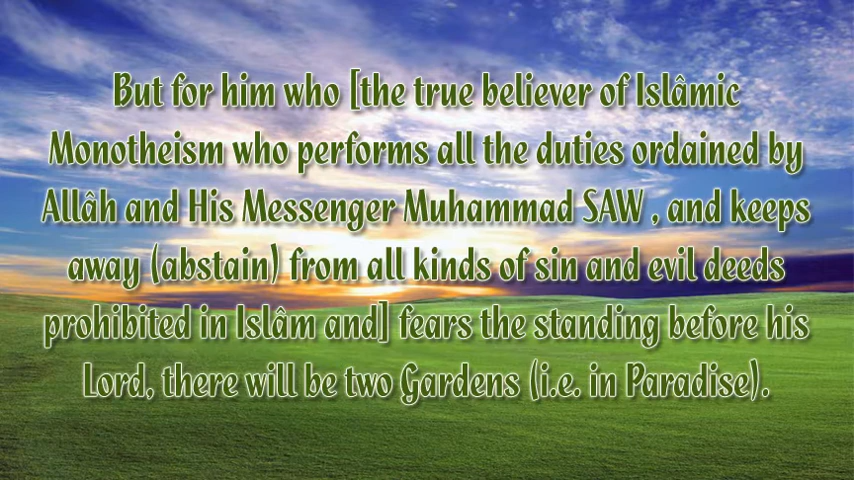 But for him who [the true believer of Islâmic
Monotheism who performs all the duties ordained by
Allâh and His Messenger Muhammad SAW , and keeps
away (abstain) from all kinds of sin and evil deeds
prohibited in Islâm and] fears the standing before his
Lord, there will be two Gardens (i.e. in Paradise).